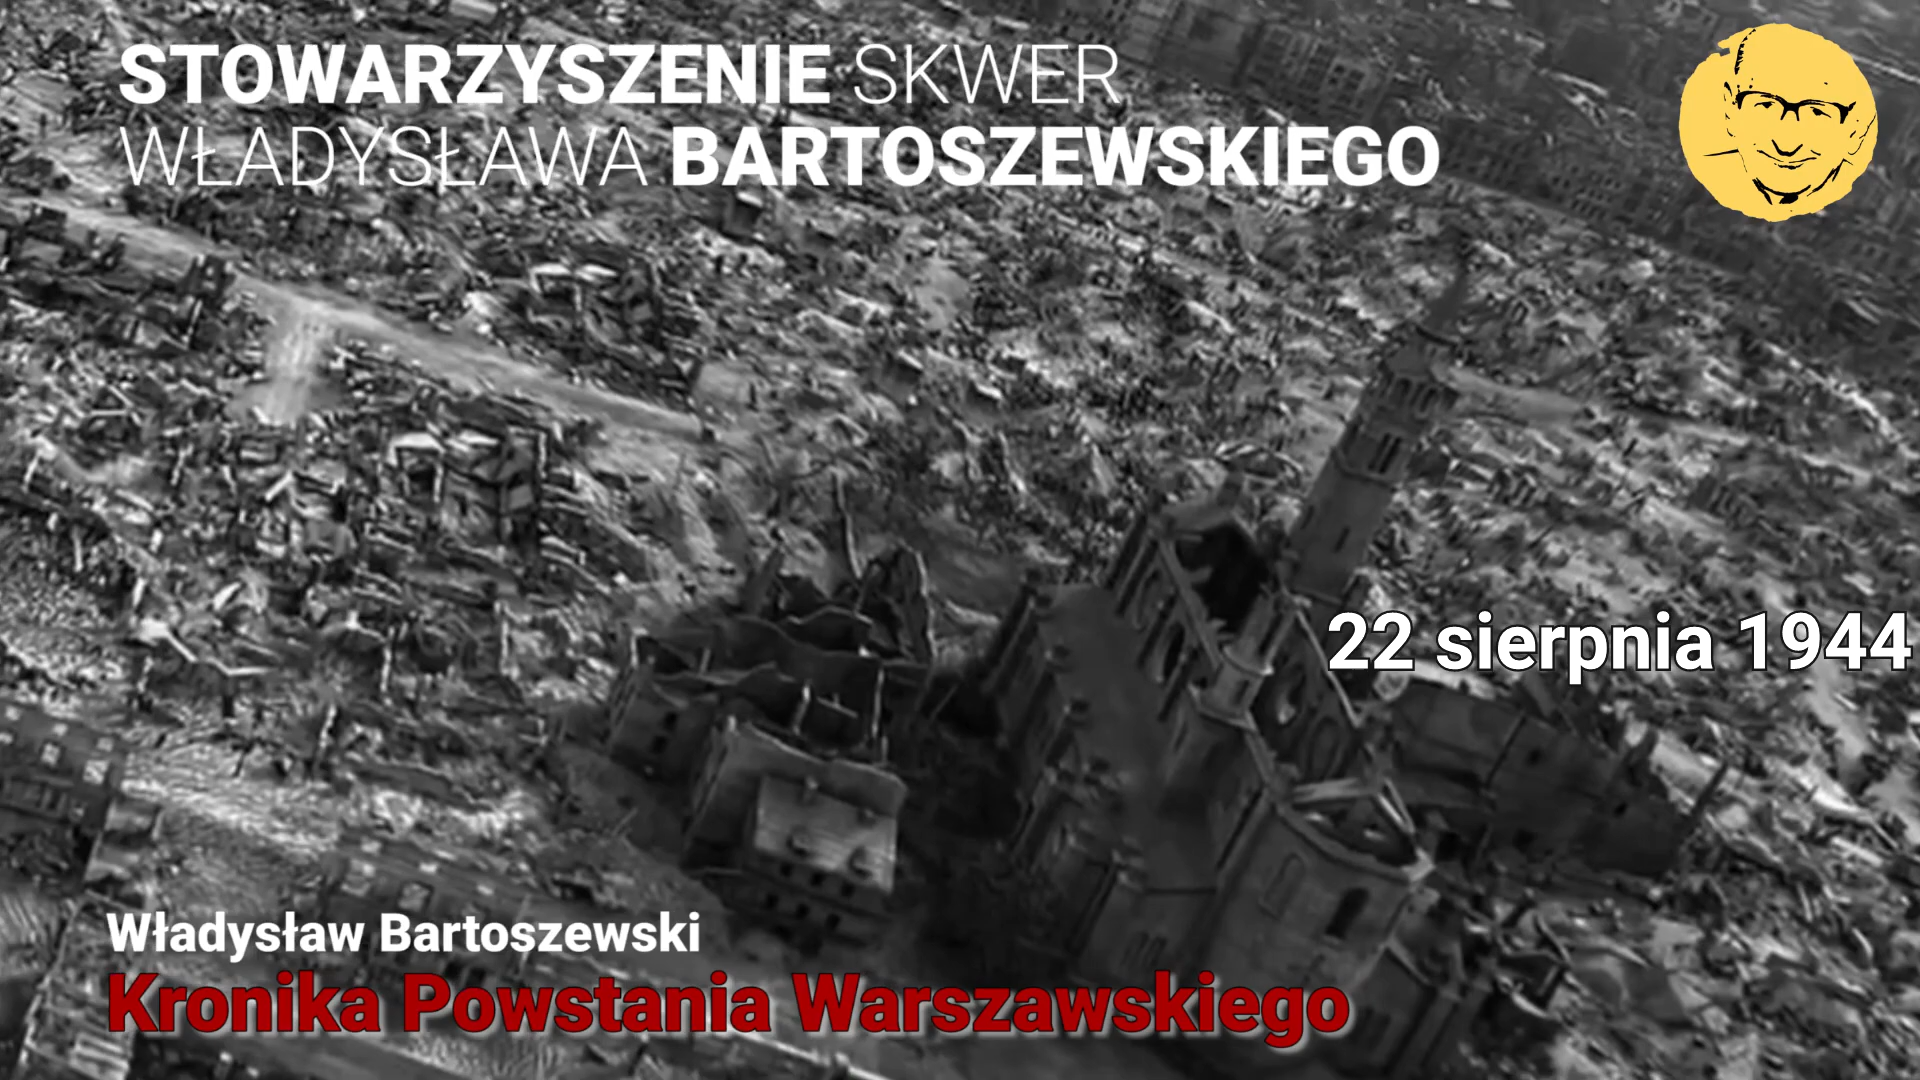 STOWARZYSZENIE SKWER
WŁADYSŁAWA BARTOSZEWSKIEGO
22 sierpnia 1944
Władysław Bartoszewski
Kronika Powstania Warszawskiego